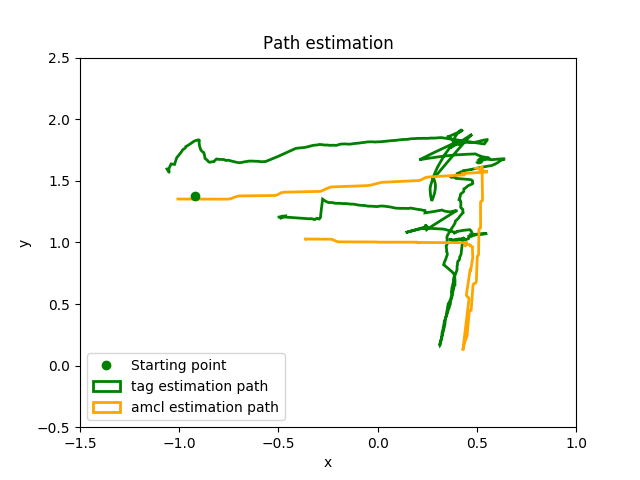 Path estimation
2.5
2.0
1.5
1.0
0.5
0.0
−0.5
y
−1.5
−1.0
−0.5
0.0
0.5
1.0
x
Starting point
tag estimation path
amcl estimation path